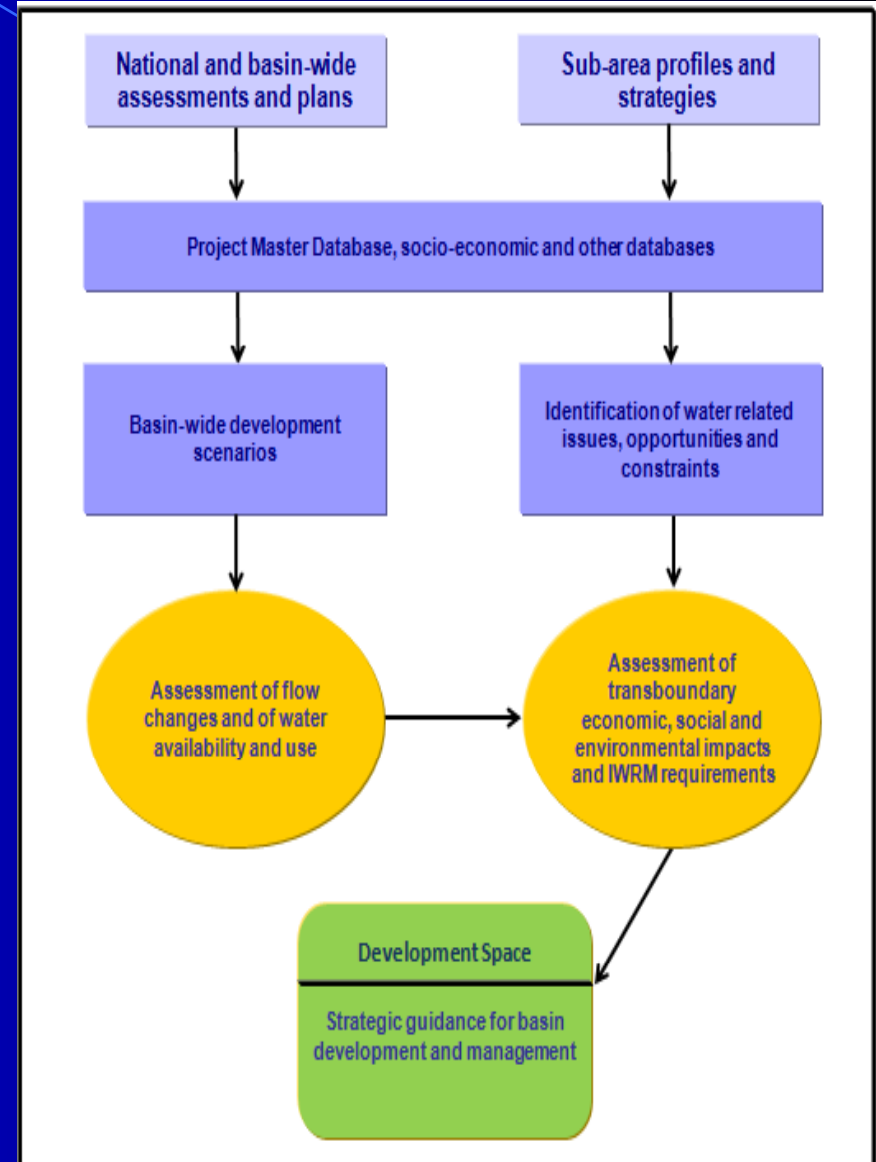 National and basin-wide
assessments and plans
Sub-area profiles and
strategies
Project Master Database, socio-economic and other databases
Basin-wide development
scenarios
Identification of water related
issues, opportunities and
constraints
Assessment of flow
changes and of water
availability and use
Assessment of
transboundary
economic, social and
environmental impacts
and IWRM requirements
Development Space
Strategic guidance for basin
development and management